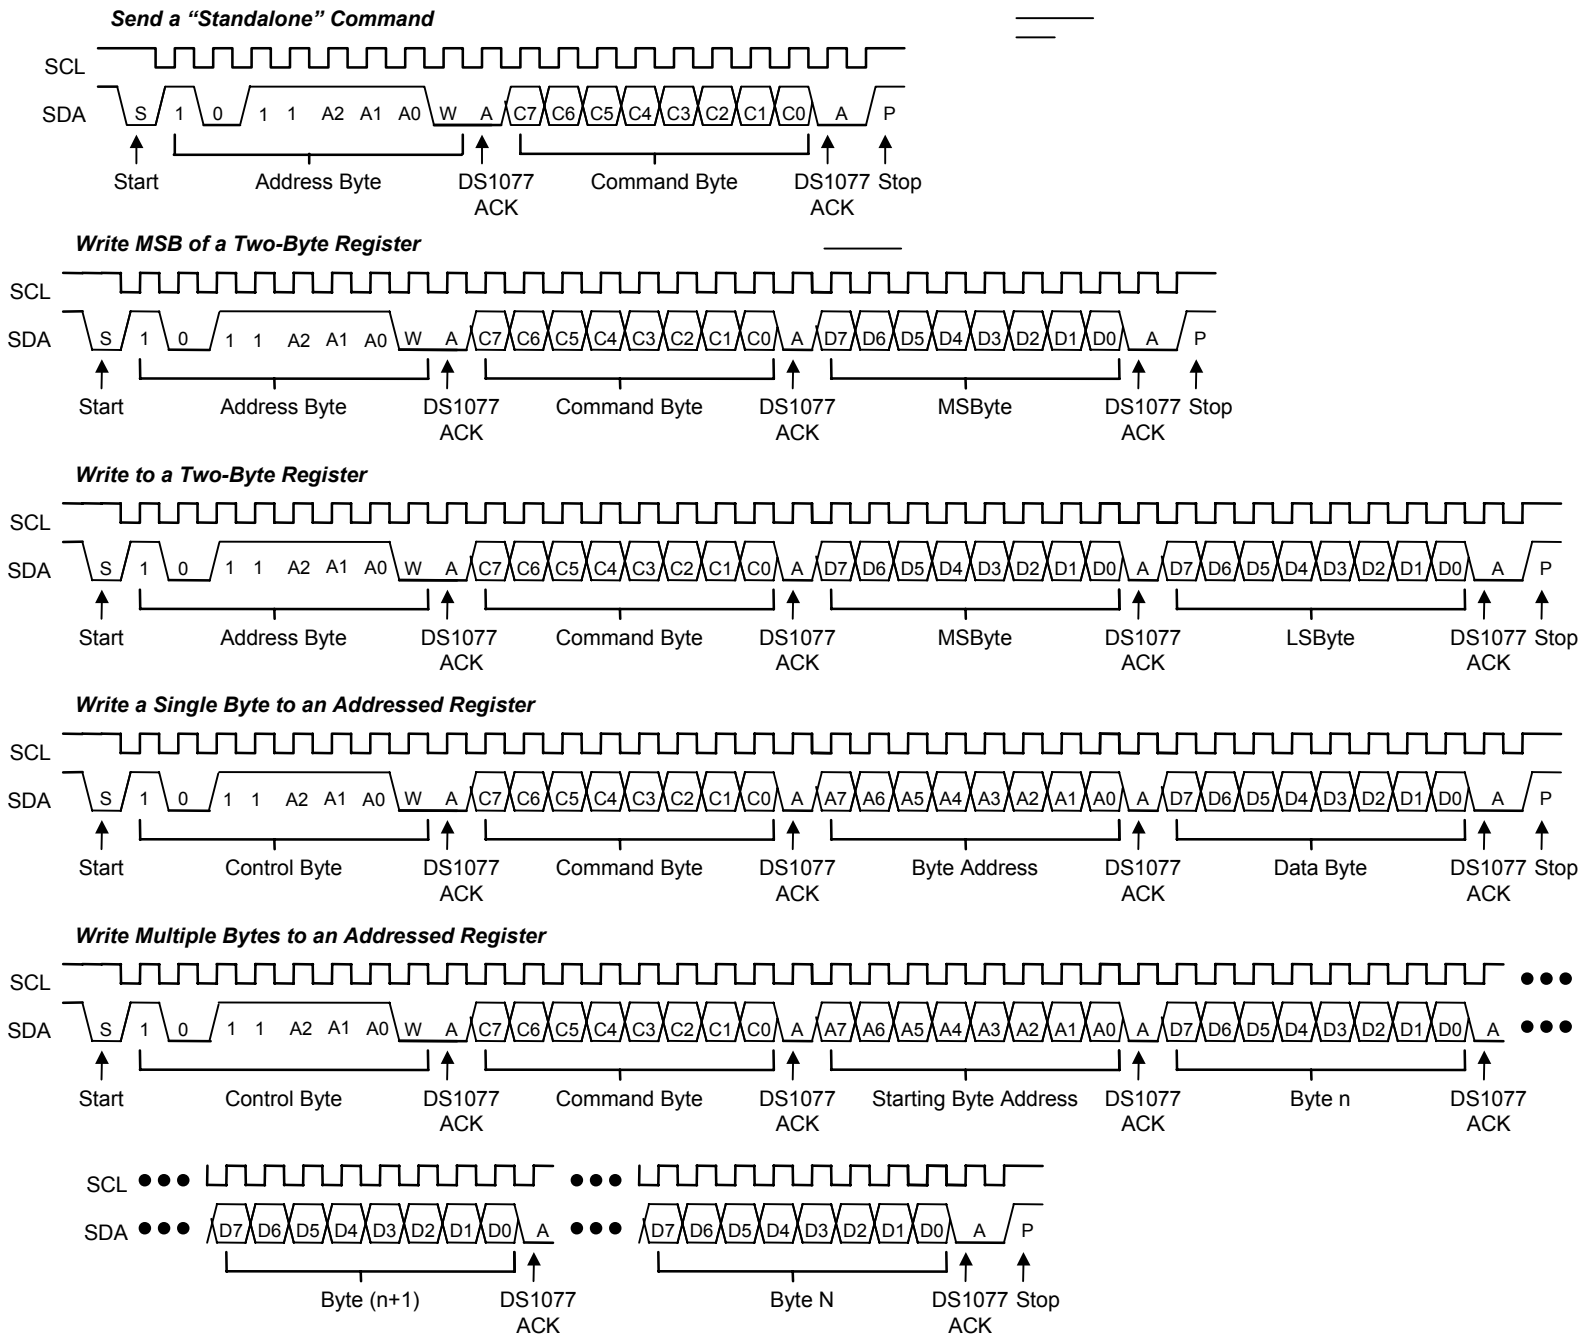 Send a “Standalone” Command
SCL
SDA S 1 0 1 1 A2 A1 A0 W A C7 C6 C5 C4 C3 C2 C1 C0 A P
Start Address Byte DS1077 ACK Command Byte DS1077 ACK Stop
Write MSB of a Two-Byte Register
SCL
SDA S 1 0 1 1 A2 A1 A0 W A C7 C6 C5 C4 C3 C2 C1 C0 A D7 D6 D5 D4 D3 D2 D1 D0 A P
Start Address Byte DS1077 ACK Command Byte DS1077 ACK MSByte DS1077 ACK Stop
Write to a Two-Byte Register
SCL
SDA S 1 0 1 1 A2 A1 A0 W A C7 C6 C5 C4 C3 C2 C1 C0 A D7 D6 D5 D4 D3 D2 D1 D0 A D7 D6 D5 D4 D3 D2 D1 D0 A P
Start Address Byte DS1077 ACK Command Byte DS1077 ACK MSByte DS1077 ACK LSByte DS1077 ACK Stop
Write a Single Byte to an Addressed Register
SCL
SDA S 1 0 1 1 A2 A1 A0 W A C7 C6 C5 C4 C3 C2 C1 C0 A A7 A6 A5 A4 A3 A2 A1 A0 A D7 D6 D5 D4 D3 D2 D1 D0 A P
Start Control Byte DS1077 ACK Command Byte DS1077 ACK Byte Address DS1077 ACK Data Byte DS1077 ACK Stop
Write Multiple Bytes to an Addressed Register
SCL
SDA S 1 0 1 1 A2 A1 A0 W A C7 C6 C5 C4 C3 C2 C1 C0 A A7 A6 A5 A4 A3 A2 A1 A0 A D7 D6 D5 D4 D3 D2 D1 D0 A
Start Control Byte DS1077 ACK Command Byte DS1077 ACK Starting Byte Address DS1077 ACK Byte n DS1077 ACK
SCL
SDA D7 D6 D5 D4 D3 D2 D1 D0 A D7 D6 D5 D4 D3 D2 D1 D0 A P
Byte (n+1) DS1077 ACK Byte N DS1077 ACK Stop